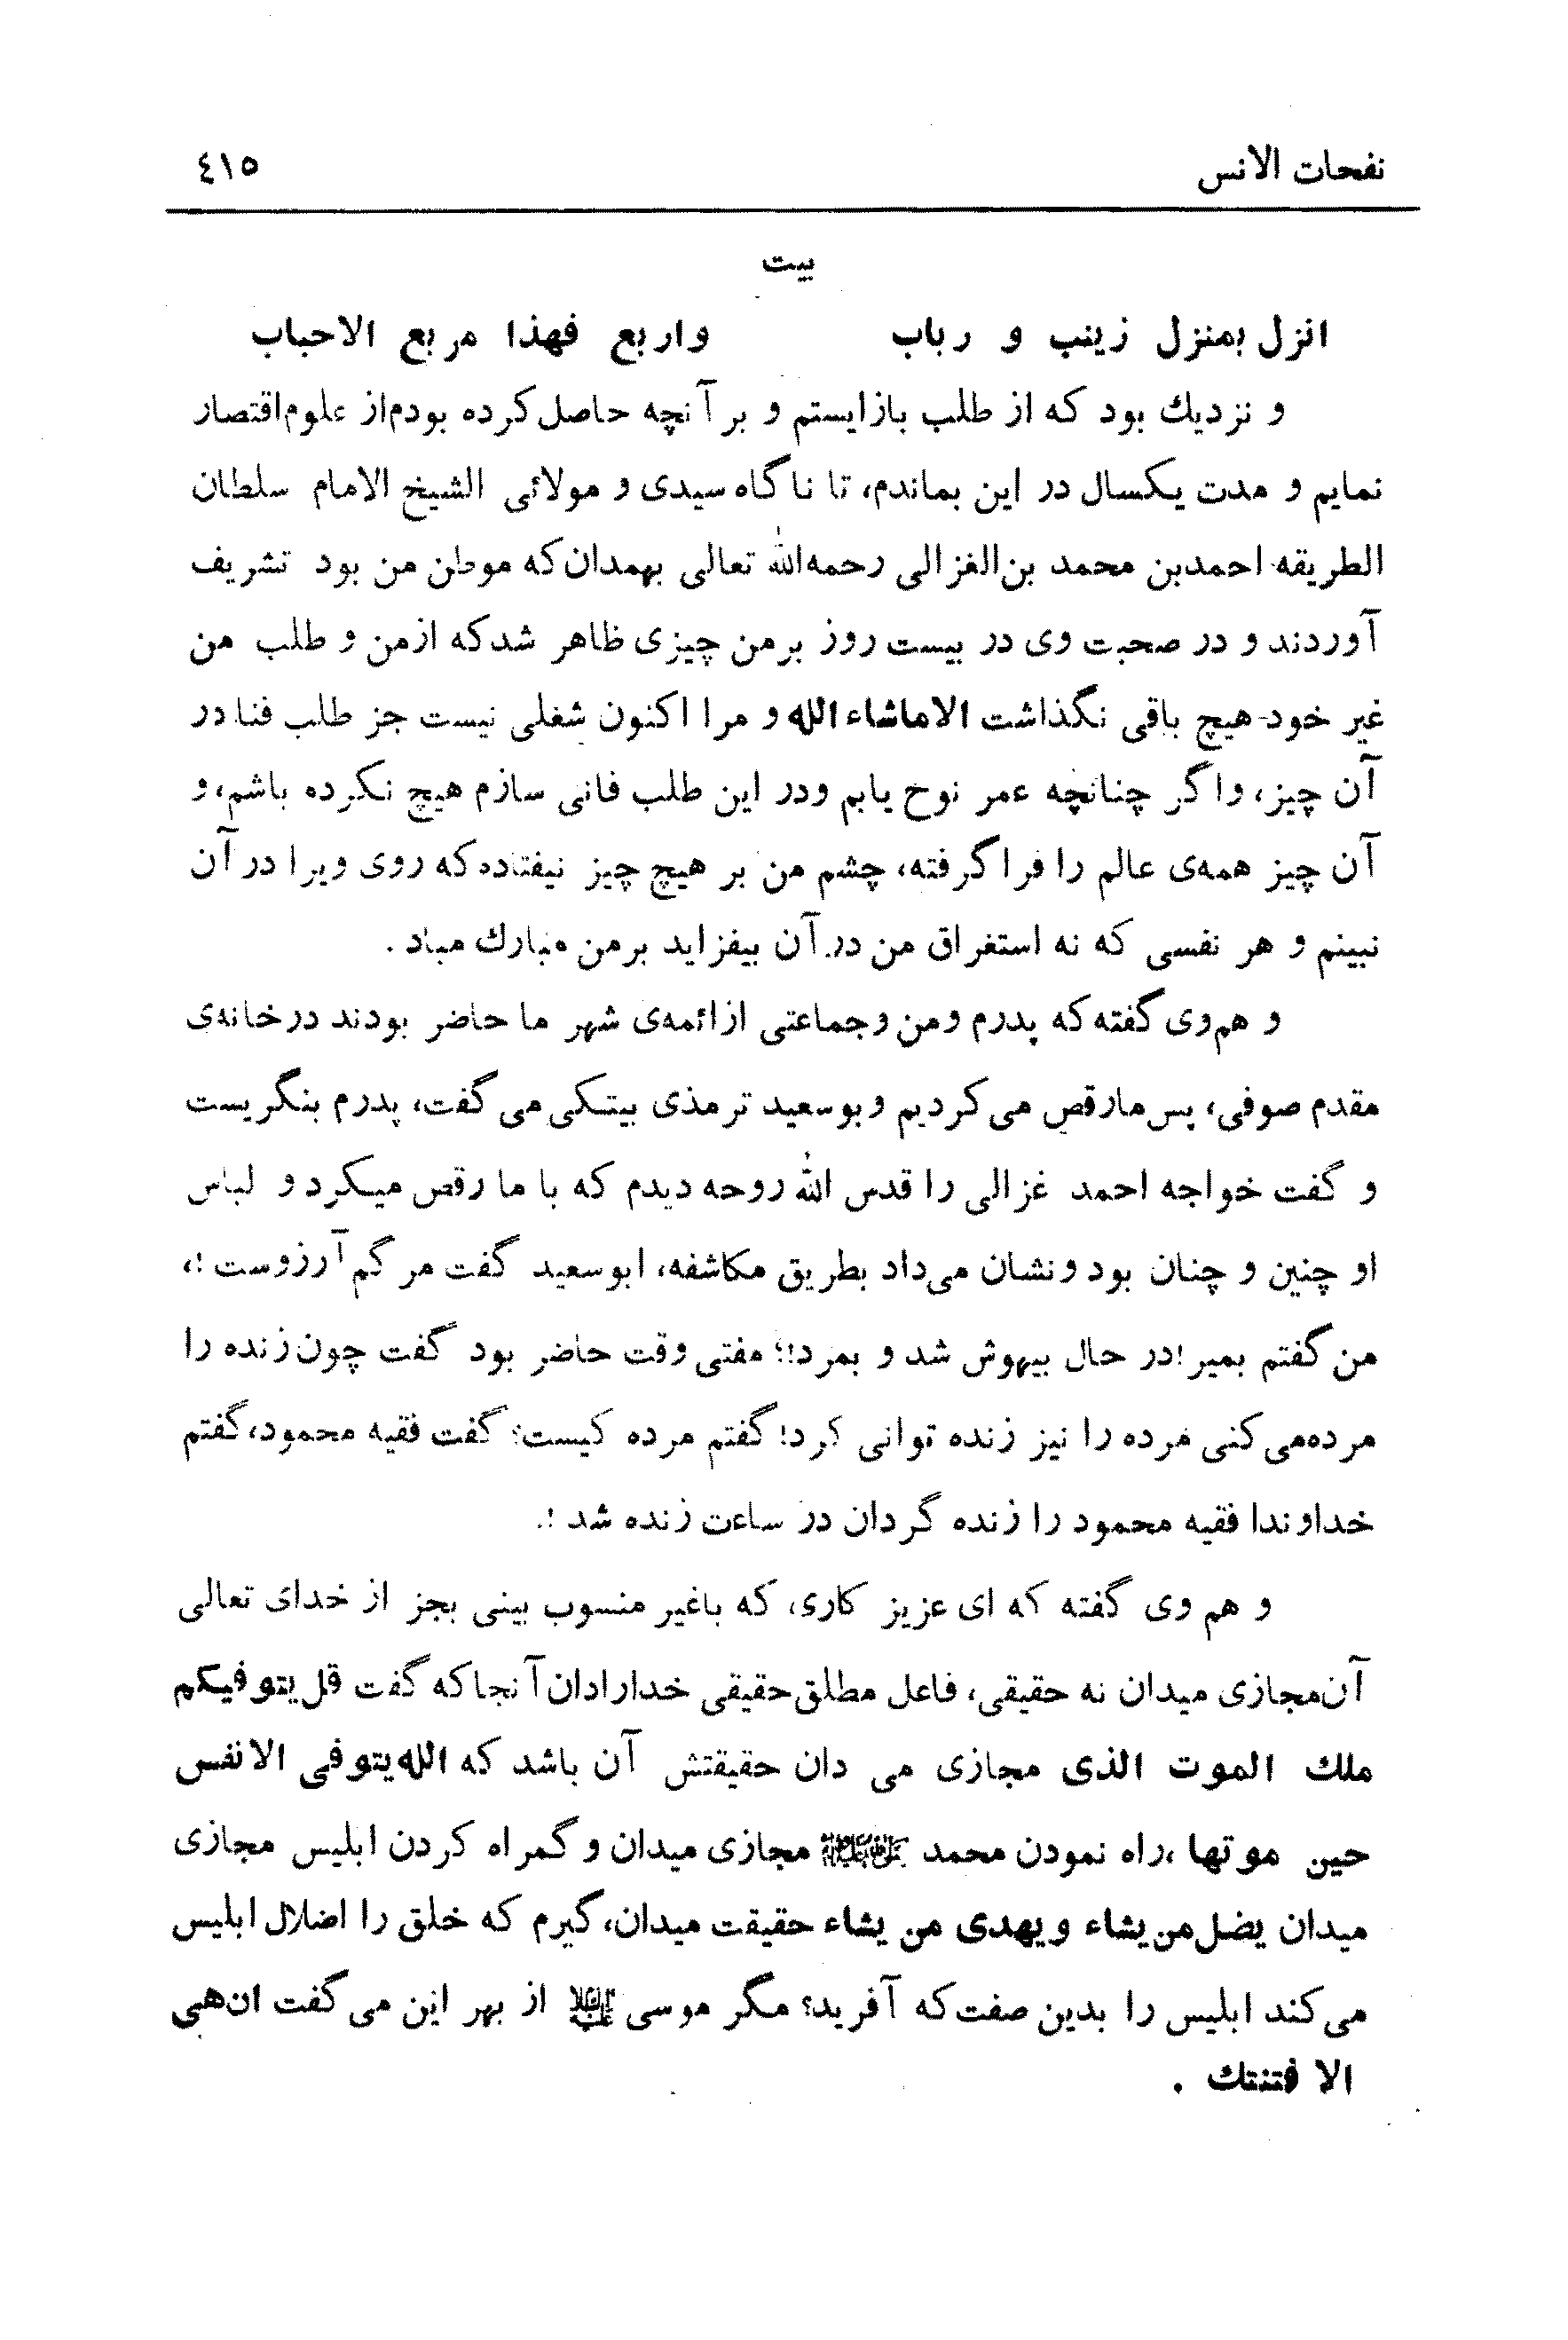 نفحات الانس ٤١٥
بیت
انزل بمنزل زینب و رباب واربع فهذا مربع الاحباب
و نزدیك بود که از طلب بازایستم و بر آنچه حاصل کرده بودم از علوم اقتصار
نمایم و مدت یکسال در این بماندم، تا ناگاه سیدی و مولائی الشیخ الامام سلطان
الطریقه احمدبن محمد بن الغزالی رحمه‌الله تعالی بهمدان که موطن من بود تشریف
آوردند و در صحبت وی در بیست روز برمن چیزی ظاهر شد که ازمن و طلب من
غیر خود هیچ باقی نگذاشت الاماشاءالله و مرا اکنون شغلی نیست جز طلب فنا در
آن چیز، واگر چنانچه عمر نوح یابم ودر این طلب فانی سازم هیچ نکرده باشم، و
آن چیز همه‌ی عالم را فرا گرفته، چشم من بر هیچ چیز نیفتاده که روی ویرا در آن
نبینم و هر نفسی که نه استغراق من در آن بیفزاید برمن مبارك مباد .
و هم وی گفته که پدرم ومن وجماعتی ازائمه‌ی شهر ما حاضر بودند درخانه‌ی
مقدم صوفی، پس مارقص می‌کردیم وبوسعید ترمذی بیتکی می گفت، پدرم بنگریست
و گفت خواجه احمد غزالی را قدس الله روحه دیدم که با ما رقص میکرد و لباس
او چنین و چنان بود ونشان می‌داد بطریق مکاشفه، ابوسعید گفت مرگم آرزوست !،
من گفتم بمیر!در حال بیهوش شد و بمرد!؛ مفتی وقت حاضر بود گفت چون زنده را
مرده‌می کنی مرده را نیز زنده توانی کرد! گفتم مرده کیست؛ گفت فقیه محمود، گفتم
خداوندا فقیه محمود را زنده گردان در ساعت زنده شد !.
و هم وی گفته که ای عزیز کاری، که باغیر منسوب بینی بجز از خدای تعالی
آن‌مجازی میدان نه حقیقی، فاعل مطلق حقیقی خدارادان آنجا که گفت قل یتوفیکم
ملك الموت الذی مجازی می دان حقیقتش آن باشد که الله یتوفی الانفس
حین موتها ،راه نمودن محمد ﷺ مجازی میدان و گمراه کردن ابلیس مجازی
میدان یضل من یشاء ویهدی من یشاء حقیقت میدان، گیرم که خلق را اضلال ابلیس
می‌کند ابلیس را بدین صفت که آفرید؟ مگر موسی علیه‌السلام از بهر این می گفت ان هی
الا فتنتك .